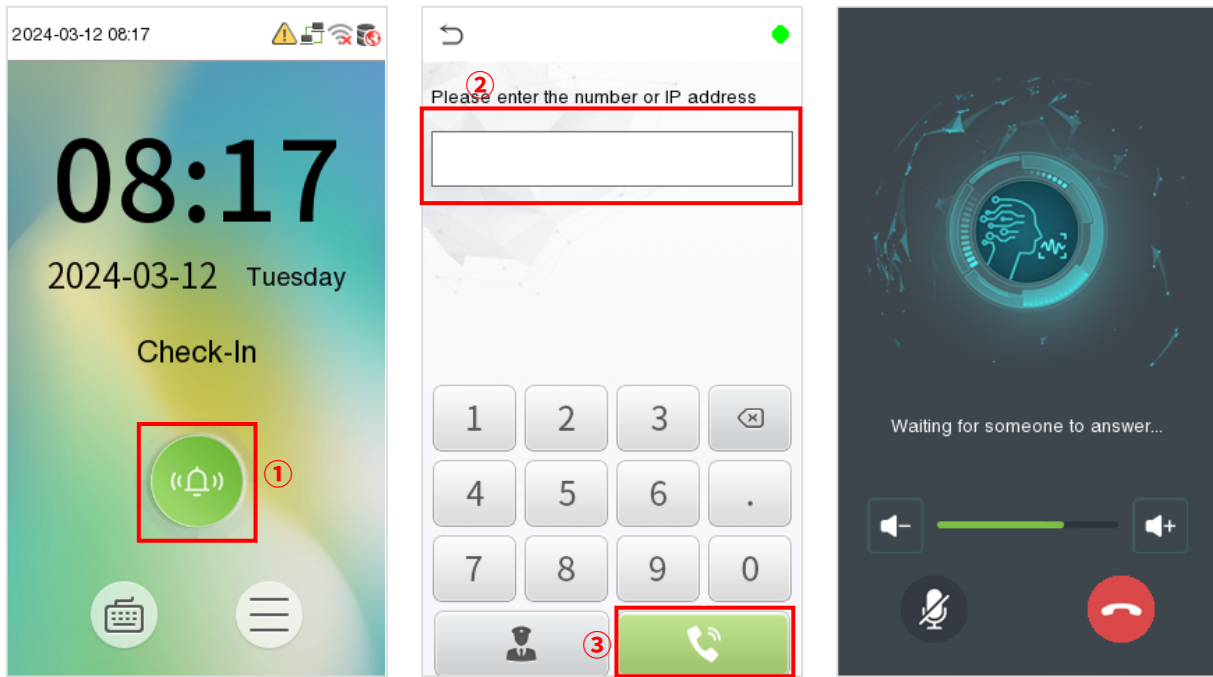 2024-03-12 08:17
08:17
2024-03-12 Tuesday
Check-In
①
②
Please enter the number or IP address
1 2 3
4 5 6 .
7 8 9 0
③
Waiting for someone to answer...